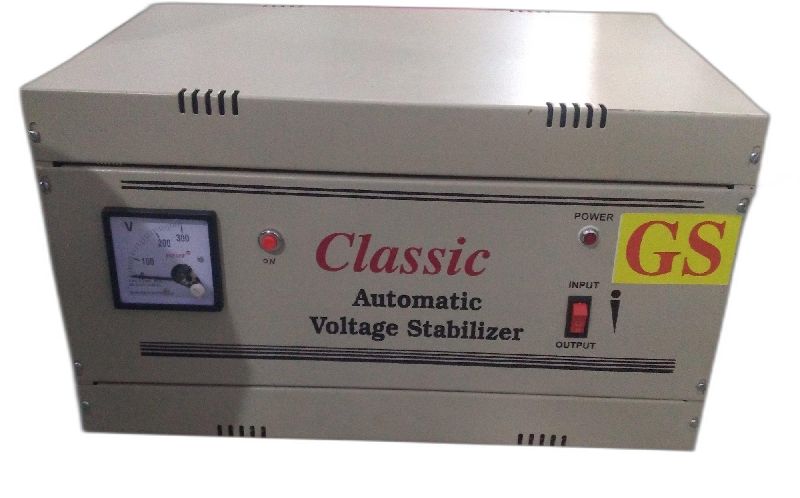 V
100
200
300
ON
Classic
Automatic
Voltage Stabilizer
POWER
GS
INPUT
OUTPUT